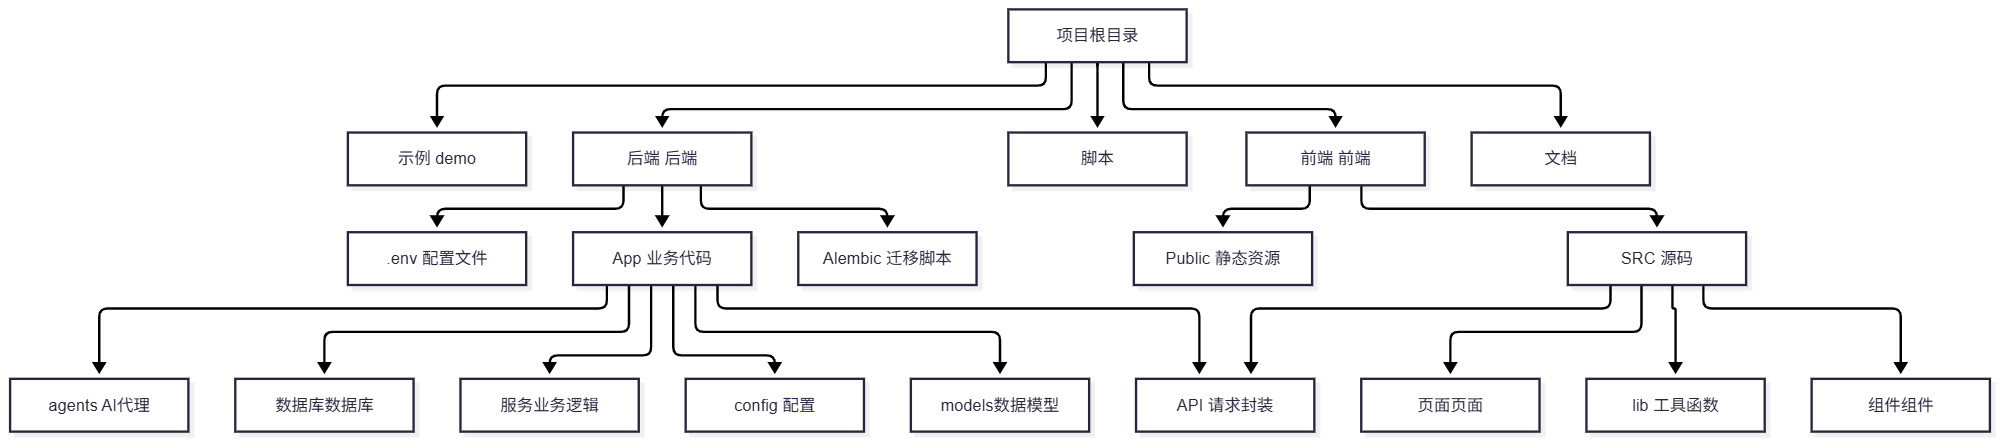 项目根目录
示例 demo
后端 后端
脚本
前端 前端
文档
.env 配置文件
App 业务代码
Alembic 迁移脚本
Public 静态资源
SRC 源码
agents AI代理
数据库数据库
服务业务逻辑
config 配置
models数据模型
API 请求封装
页面页面
lib 工具函数
组件组件